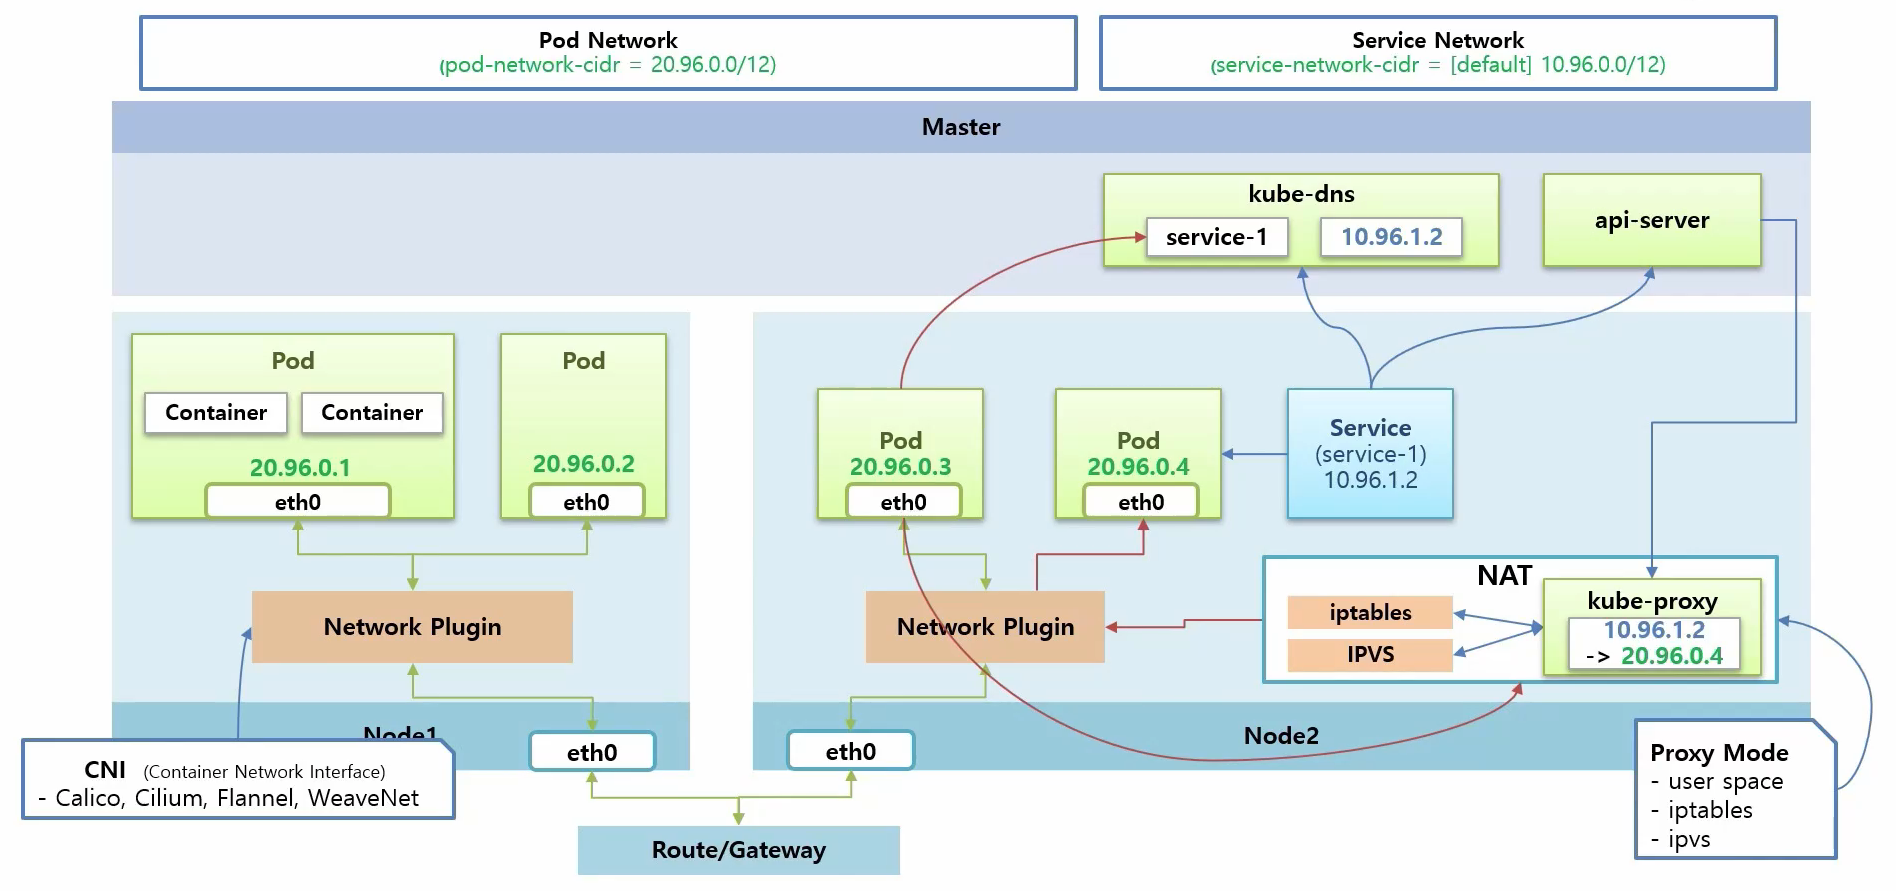 Pod Network
(pod-network-cidr = 20.96.0.0/12)
Service Network
(service-network-cidr = [default] 10.96.0.0/12)
Master
kube-dns
service-1
10.96.1.2
api-server
Pod
Container
Container
20.96.0.1
eth0
Pod
20.96.0.2
eth0
Pod
20.96.0.3
eth0
Pod
20.96.0.4
eth0
Service
(service-1)
10.96.1.2
Network Plugin
Network Plugin
NAT
iptables
IPVS
kube-proxy
10.96.1.2
-> 20.96.0.4
Node1
eth0
eth0
Node2
CNI (Container Network Interface)
- Calico, Cilium, Flannel, WeaveNet
Proxy Mode
- user space
- iptables
- ipvs
Route/Gateway